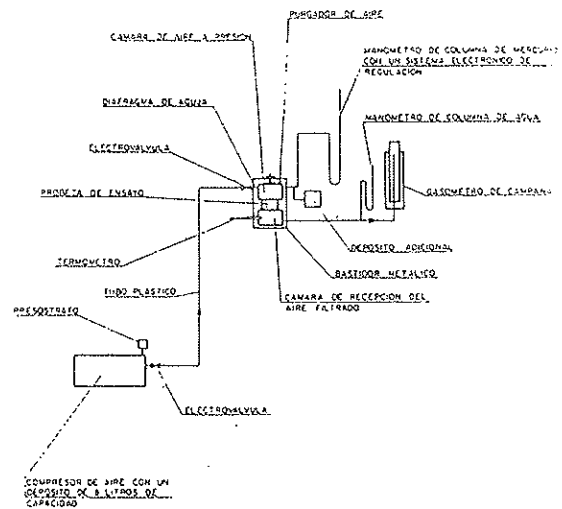 PURGADOR DE AIRE
CAMARA DE AIRE A PRESION
MANOMETRO DE COLUMNA DE MERCURIO
CON UN SISTEMA ELECTRONICO DE
REGULACION
DIAFRAGMA DE AGUJA
MANOMETRO DE COLUMNA DE AGUA
ELECTROVALVULA
PROBETA DE ENSAYO
GASOMETRO DE CAMPANA
TERMOMETRO
DEPOSITO ADICIONAL
BASTIDOR METALICO
TUBO PLASTICO
CAMARA DE RECEPCION DEL
AIRE FILTRADO
PRESOSTATO
ELECTROVALVULA
COMPRESOR DE AIRE CON UN
DEPOSITO DE 8 LITROS DE
CAPACIDAD